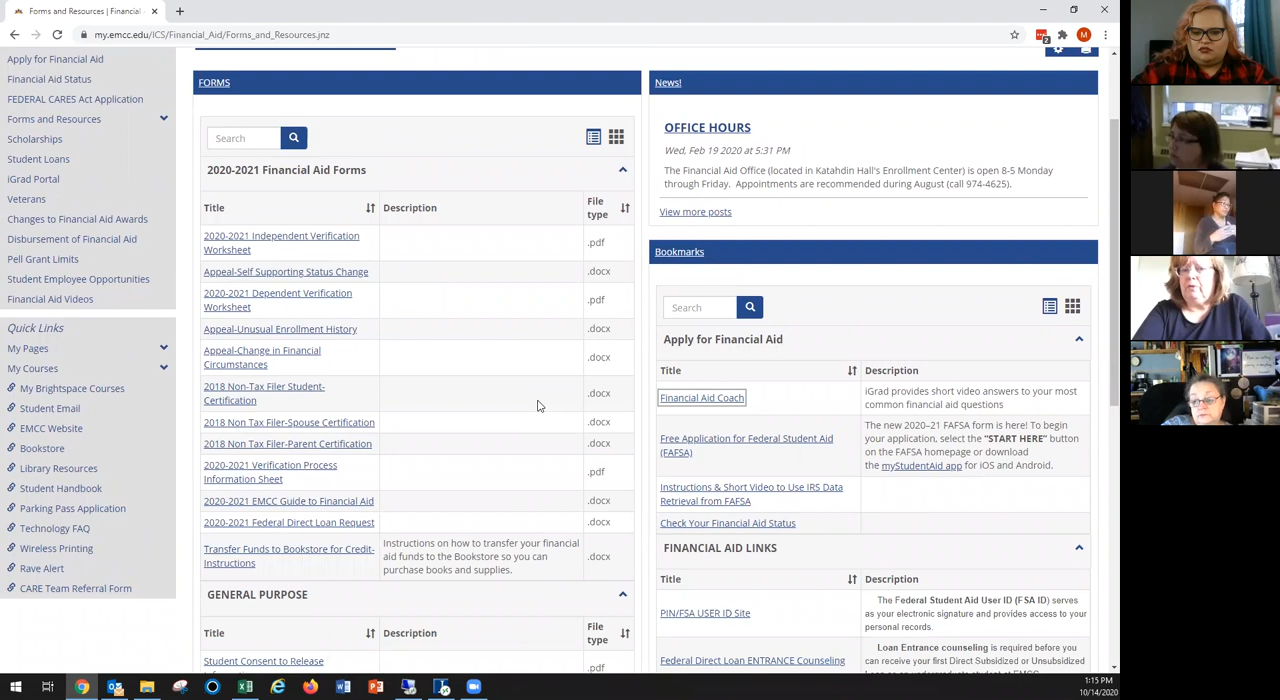 Forms and Resources | Financial
my.emcc.edu/ICS/Financial_Aid/Forms_and_Resources.jnz
2
M
Apply for Financial Aid
Financial Aid Status
FEDERAL CARES Act Application
Forms and Resources
Scholarships
Student Loans
iGrad Portal
Veterans
Changes to Financial Aid Awards
Disbursement of Financial Aid
Pell Grant Limits
Student Employee Opportunities
Financial Aid Videos
Quick Links
My Pages
My Courses
My Brightspace Courses
Student Email
EMCC Website
Bookstore
Library Resources
Student Handbook
Parking Pass Application
Technology FAQ
Wireless Printing
Rave Alert
CARE Team Referral Form
FORMS
Search
2020-2021 Financial Aid Forms
Title Description File type
2020-2021 Independent Verification
Worksheet
.pdf
Appeal-Self Supporting Status Change .docx
2020-2021 Dependent Verification
Worksheet
.pdf
Appeal-Unusual Enrollment History .docx
Appeal-Change in Financial
Circumstances
.docx
2018 Non-Tax Filer Student-
Certification
.docx
2018 Non Tax Filer-Spouse Certification .docx
2018 Non Tax Filer-Parent Certification .docx
2020-2021 Verification Process
Information Sheet
.pdf
2020-2021 EMCC Guide to Financial Aid .docx
2020-2021 Federal Direct Loan Request .docx
Transfer Funds to Bookstore for Credit-
Instructions
Instructions on how to transfer your financial
aid funds to the Bookstore so you can
purchase books and supplies.
.docx
GENERAL PURPOSE
Title Description File type
Student Consent to Release
.pdf
News!
OFFICE HOURS
Wed, Feb 19 2020 at 5:31 PM
The Financial Aid Office (located in Katahdin Hall's Enrollment Center) is open 8-5 Monday
through Friday. Appointments are recommended during August (call 974-4625).
View more posts
Bookmarks
Search
Apply for Financial Aid
Title Description
Financial Aid Coach
iGrad provides short video answers to your most
common financial aid questions
Free Application for Federal Student Aid
(FAFSA)
The new 2020–21 FAFSA form is here! To begin
your application, select the “START HERE” button
on the FAFSA homepage or download
the myStudentAid app for iOS and Android.
Instructions & Short Video to Use IRS Data
Retrieval from FAFSA
Check Your Financial Aid Status
FINANCIAL AID LINKS
Title Description
PIN/FSA USER ID Site
The Federal Student Aid User ID (FSA ID) serves
as your electronic signature and provides access to your
personal records.
Federal Direct Loan ENTRANCE Counseling
Loan Entrance counseling is required before you
can receive your first Direct Subsidized or Unsubsidized
1:15 PM
10/14/2020